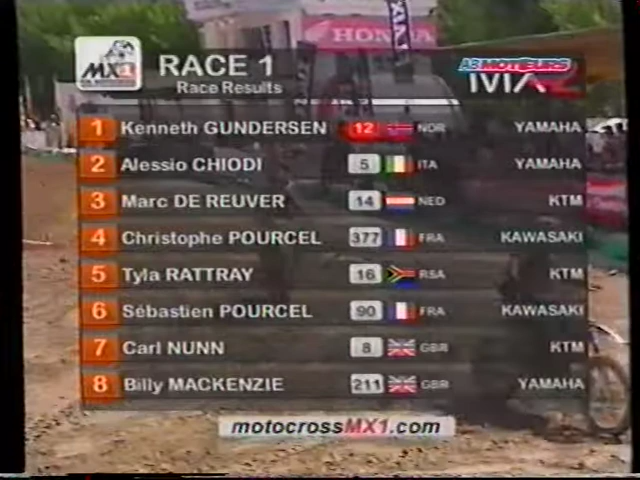 HONDA
MX1
RACE 1
Race Results
AB MOTEURS
MX2
1 Kenneth GUNDERSEN 12 NOR YAMAHA
2 Alessio CHIODI 5 ITA YAMAHA
3 Marc DE REUVER 14 NED KTM
4 Christophe POURCEL 377 FRA KAWASAKI
5 Tyla RATTRAY 16 RSA KTM
6 Sébastien POURCEL 90 FRA KAWASAKI
7 Carl NUNN 8 GBR KTM
8 Billy MACKENZIE 211 GBR YAMAHA
motocrossMX1.com